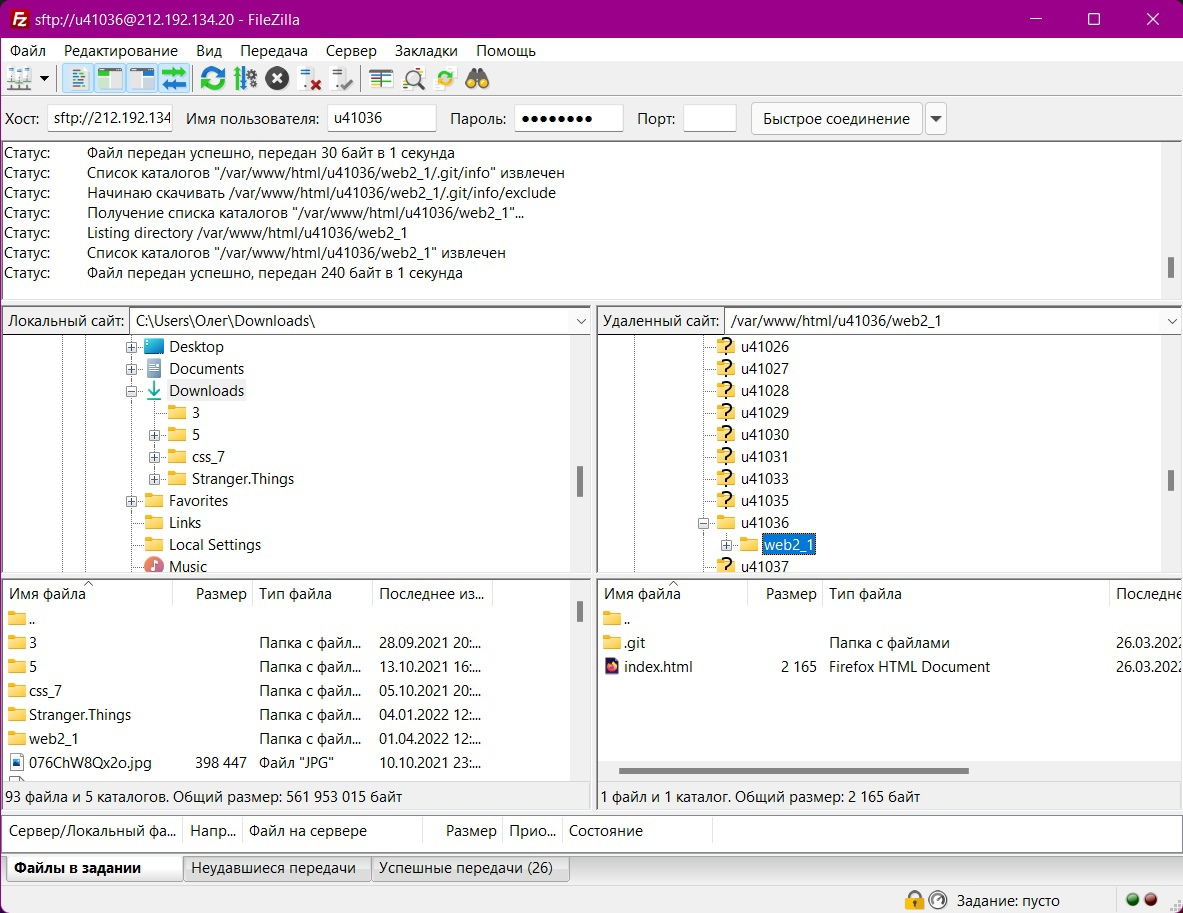 sftp://u41036@212.192.134.20 - FileZilla
Файл Редактирование Вид Передача Сервер Закладки Помощь
Хост: sftp://212.192.134 Имя пользователя: u41036 Пароль: ●●●●●●●● Порт: Быстрое соединение
Статус: Файл передан успешно, передан 30 байт в 1 секунда
Статус: Список каталогов "/var/www/html/u41036/web2_1/.git/info" извлечен
Статус: Начинаю скачивать /var/www/html/u41036/web2_1/.git/info/exclude
Статус: Получение списка каталогов "/var/www/html/u41036/web2_1"...
Статус: Listing directory /var/www/html/u41036/web2_1
Статус: Список каталогов "/var/www/html/u41036/web2_1" извлечен
Статус: Файл передан успешно, передан 240 байт в 1 секунда
Локальный сайт: C:\Users\Олег\Downloads\
Desktop
Documents
Downloads
3
5
css_7
Stranger.Things
Favorites
Links
Local Settings
Music
Удаленный сайт: /var/www/html/u41036/web2_1
u41026
u41027
u41028
u41029
u41030
u41031
u41033
u41035
u41036
web2_1
u41037
Имя файла Размер Тип файла Последнее из...
..
3 Папка с файл... 28.09.2021 20:...
5 Папка с файл... 13.10.2021 16:...
css_7 Папка с файл... 05.10.2021 20:...
Stranger.Things Папка с файл... 04.01.2022 12:...
web2_1 Папка с файл... 01.04.2022 12:...
076ChW8Qx2o.jpg 398 447 Файл "JPG" 10.10.2021 23:...
93 файла и 5 каталогов. Общий размер: 561 953 015 байт
Имя файла Размер Тип файла Последне
..
.git Папка с файлами 26.03.2022
index.html 2 165 Firefox HTML Document 26.03.2022
1 файл и 1 каталог. Общий размер: 2 165 байт
Сервер/Локальный фа... Напр... Файл на сервере Размер Прио... Состояние
Файлы в задании Неудавшиеся передачи Успешные передачи (26)
Задание: пусто